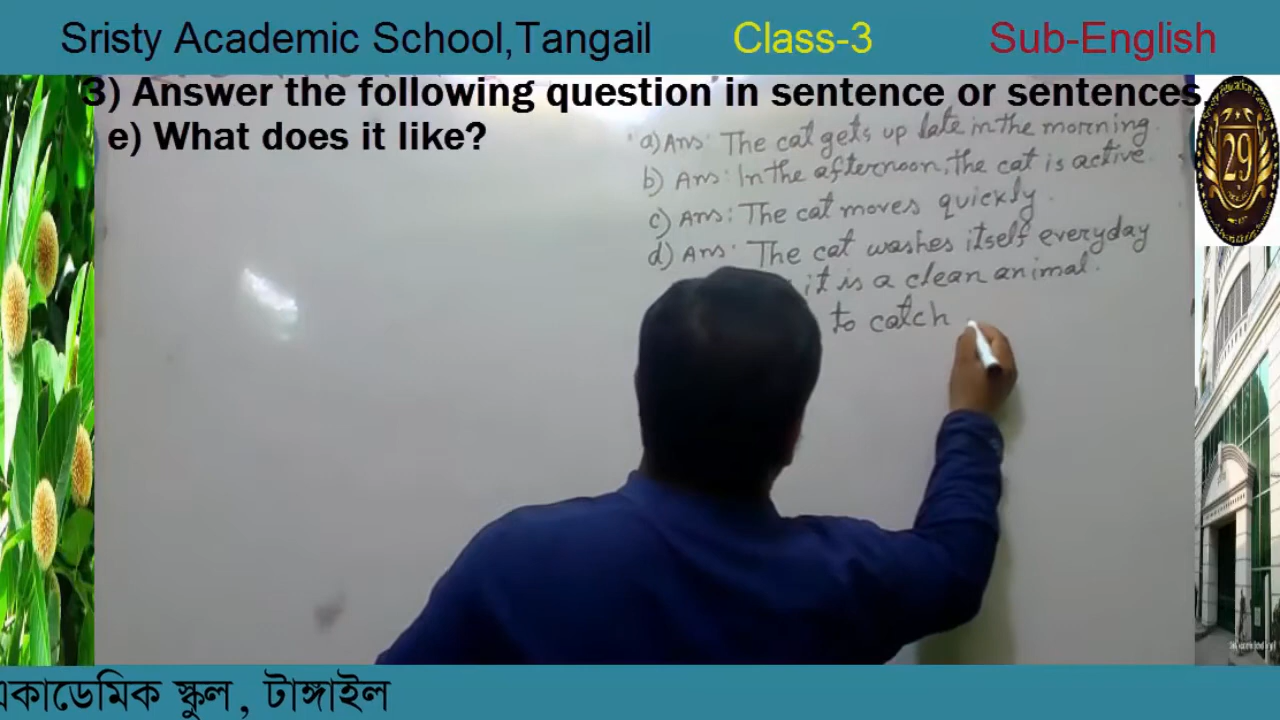 Sristy Academic School,Tangail Class-3 Sub-English
3) Answer the following question in sentence or sentences.
e) What does it like?
a) Ans: The cat gets up late in the morning.
b) Ans: In the afternoon, the cat is active
c) Ans: The cat moves quickly.
d) Ans: The cat washes itself everyday
it is a clean animal.
to catch
29
একাডেমিক স্কুল, টাঙ্গাইল